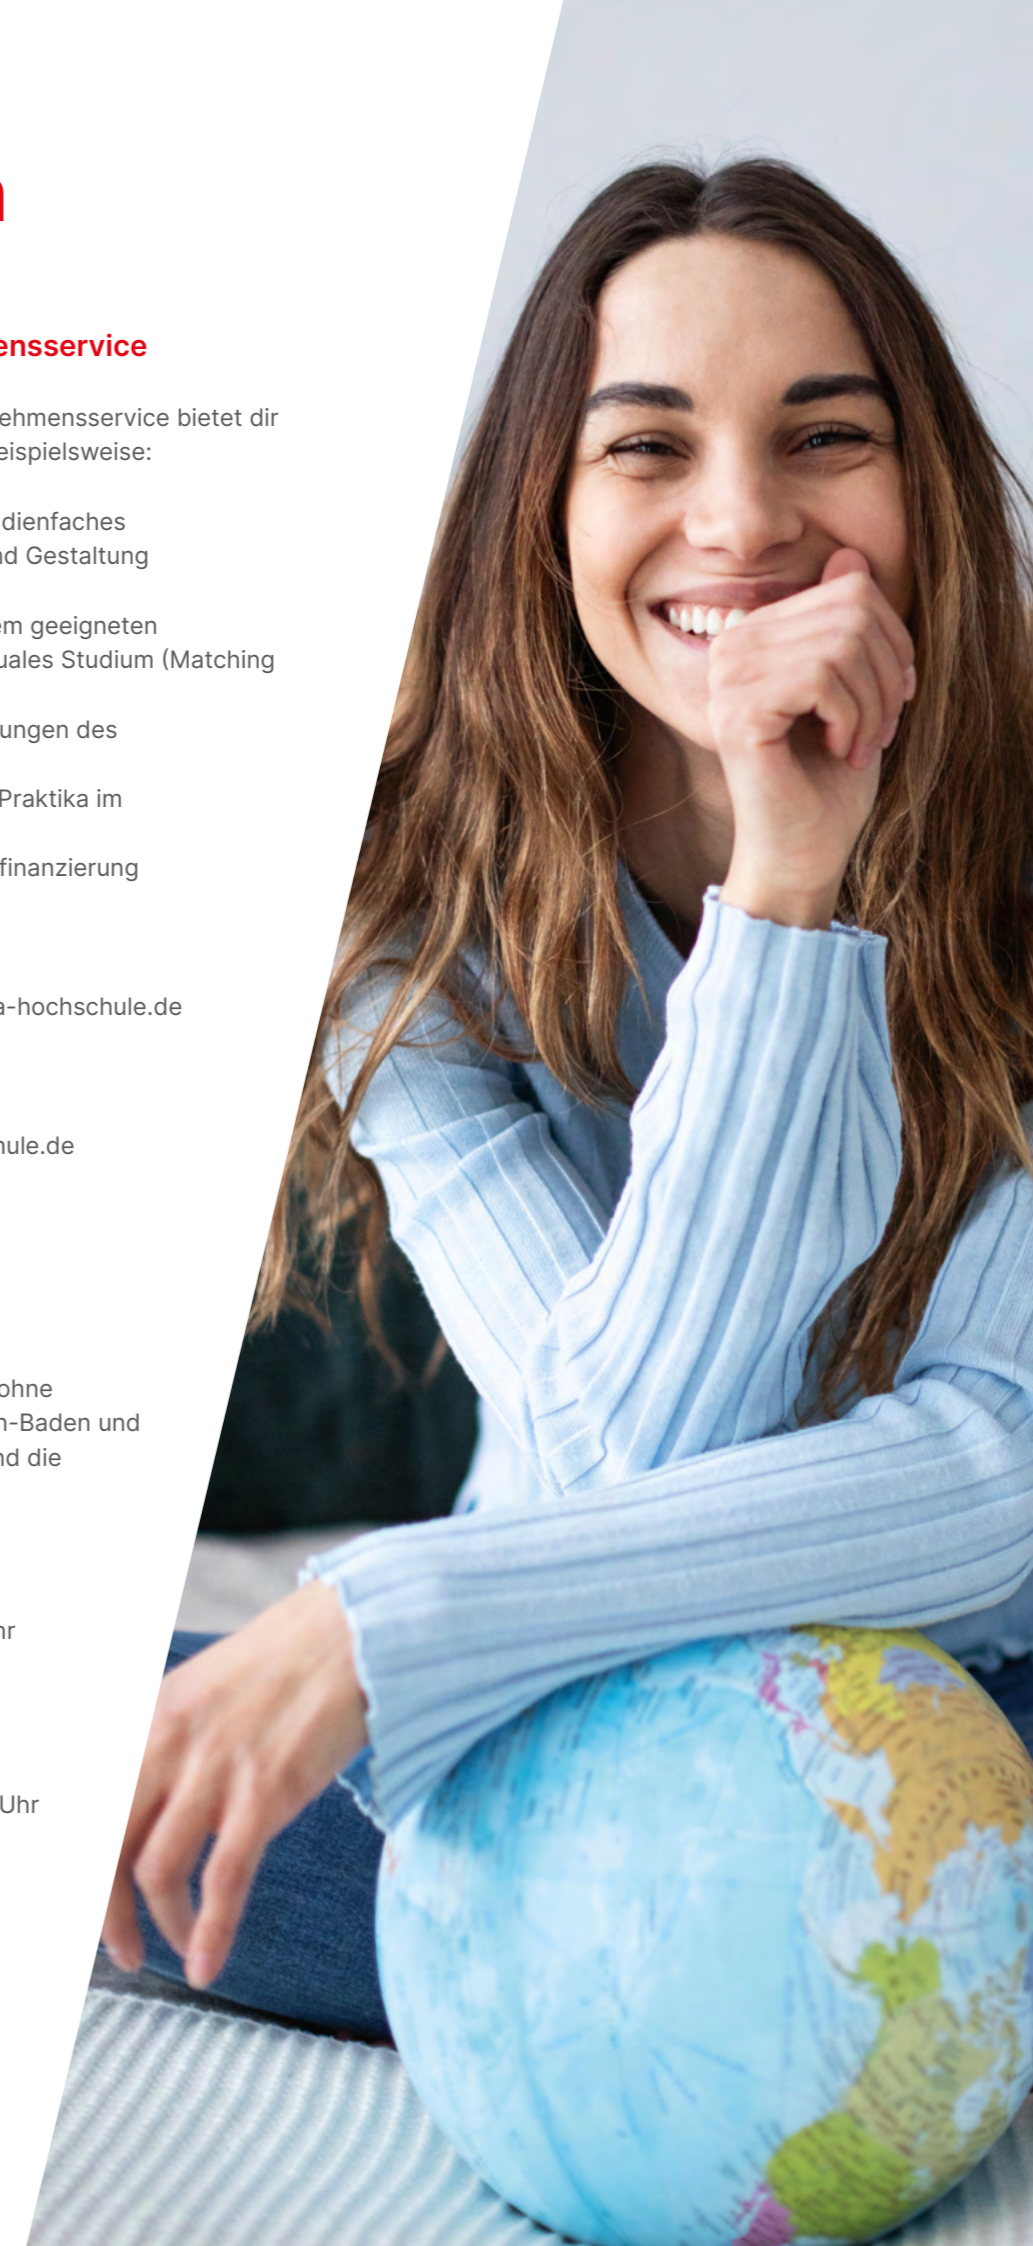 n
ensservice
ehmensservice bietet dir
eispielsweise:
dienfaches
nd Gestaltung
em geeigneten
uales Studium (Matching
ungen des
Praktika im
finanzierung
a-hochschule.de
hule.de
ohne
n-Baden und
nd die
hr
Uhr